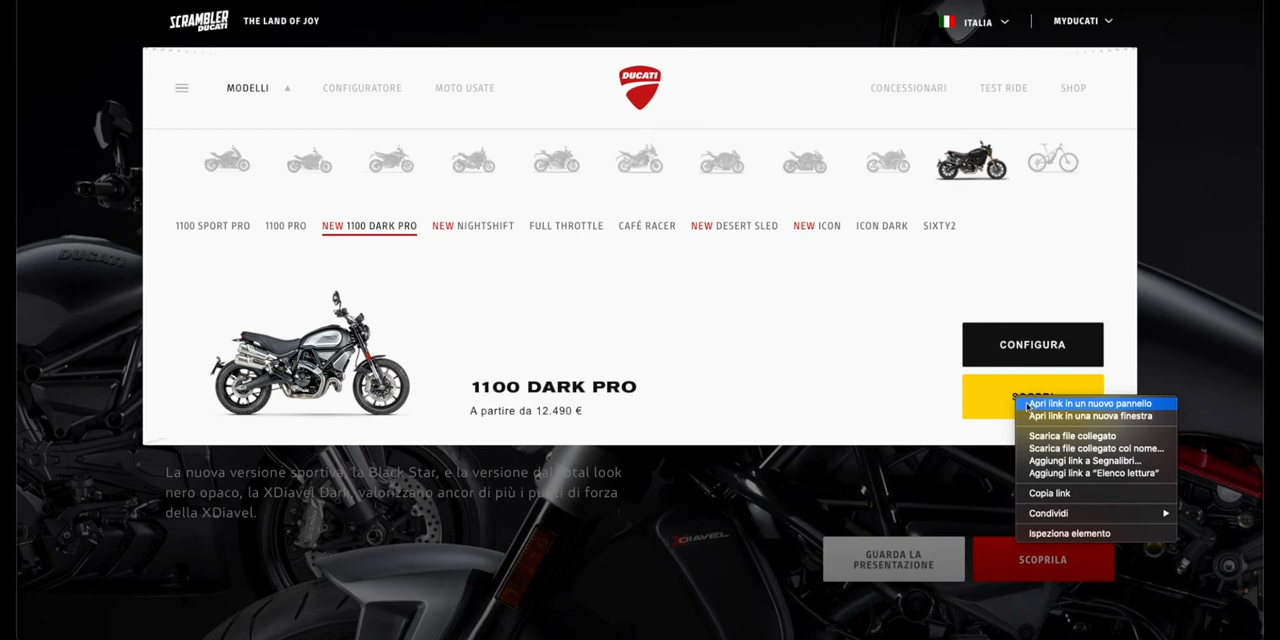 SCRAMBLER
DUCATI
THE LAND OF JOY
ITALIA
MYDUCATI
MODELLI
CONFIGURATORE
MOTO USATE
DUCATI
CONCESSIONARI
TEST RIDE
SHOP
1100 SPORT PRO
1100 PRO
NEW 1100 DARK PRO
NEW NIGHTSHIFT
FULL THROTTLE
CAFÉ RACER
NEW DESERT SLED
NEW ICON
ICON DARK
SIXTY2
DUCATI
1100 DARK PRO
A partire da 12.490 €
CONFIGURA
Apri link in un nuovo pannello
Apri link in una nuova finestra
Scarica file collegato
Scarica file collegato col nome...
Aggiungi link a Segnalibri...
Aggiungi link a "Elenco lettura"
Copia link
Condividi
Ispeziona elemento
La nuova versione sportiva, la Black Star, e la versione dal total look
nero opaco, la XDiavel Dark, valorizzano ancor di più i punti di forza
della XDiavel.
XDIAVEL
GUARDA LA
PRESENTAZIONE
SCOPRILA